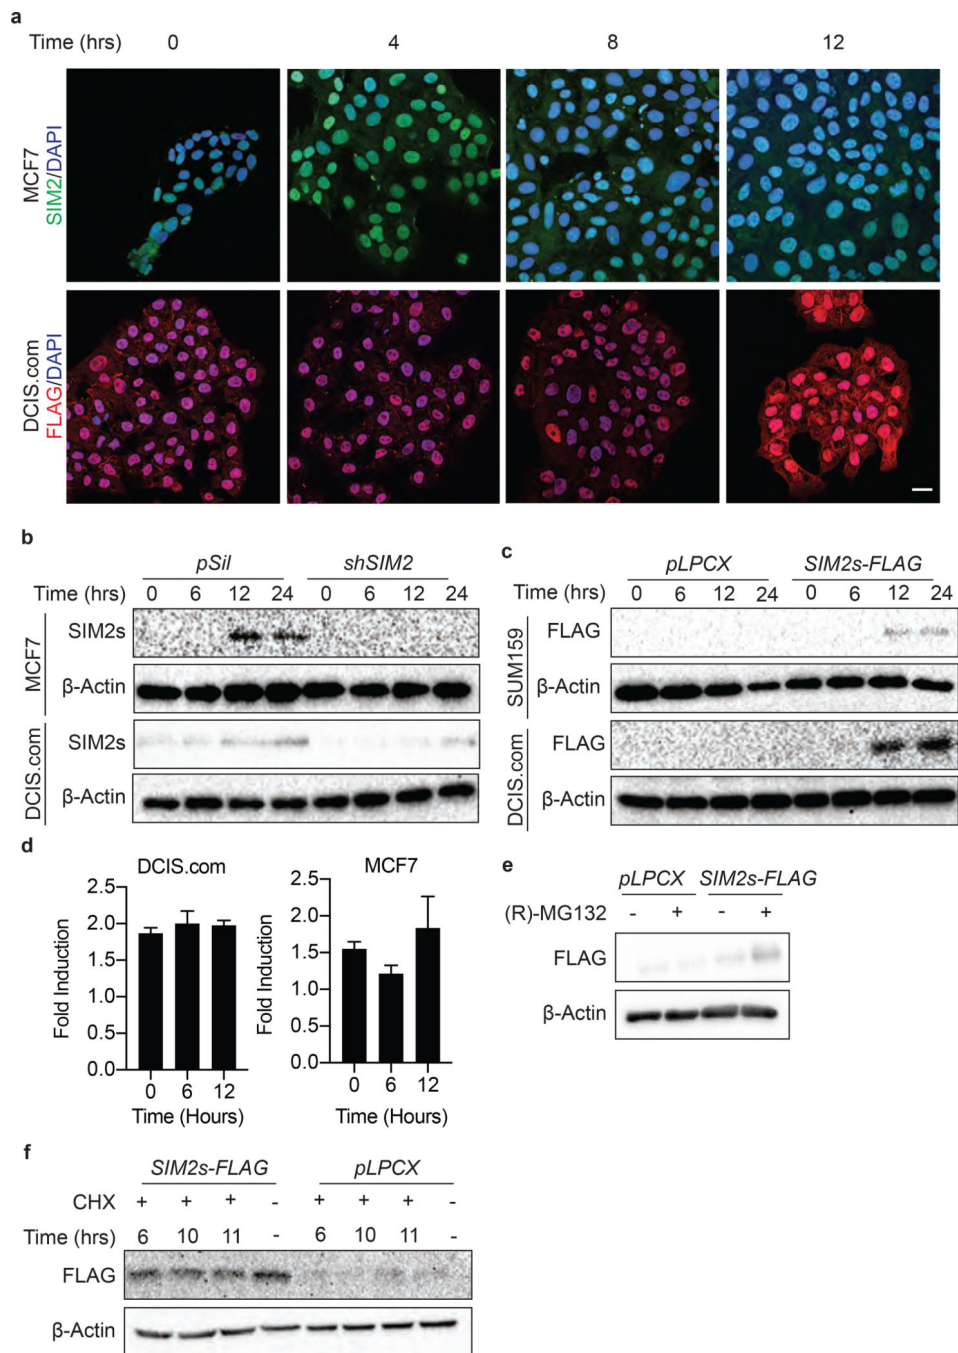 a
Time (hrs) 0 4 8 12
MCF7
SIM2/DAPI
DCIS.com
FLAG/DAPI
b
pSil shSIM2
Time (hrs) 0 6 12 24 0 6 12 24
MCF7
SIM2s
β-Actin
DCIS.com
SIM2s
β-Actin
c
pLPCX SIM2s-FLAG
Time (hrs) 0 6 12 24 0 6 12 24
SUM159
FLAG
β-Actin
DCIS.com
FLAG
β-Actin
d
DCIS.com
Fold Induction
2.5
2.0
1.5
1.0
0.5
0.0
0 6 12
Time (Hours)
MCF7
Fold Induction
2.5
2.0
1.5
1.0
0.5
0.0
0 6 12
Time (Hours)
e
pLPCX SIM2s-FLAG
(R)-MG132 - + - +
FLAG
β-Actin
f
SIM2s-FLAG pLPCX
CHX + + + - + + + -
Time (hrs) 6 10 11 - 6 10 11 -
FLAG
β-Actin